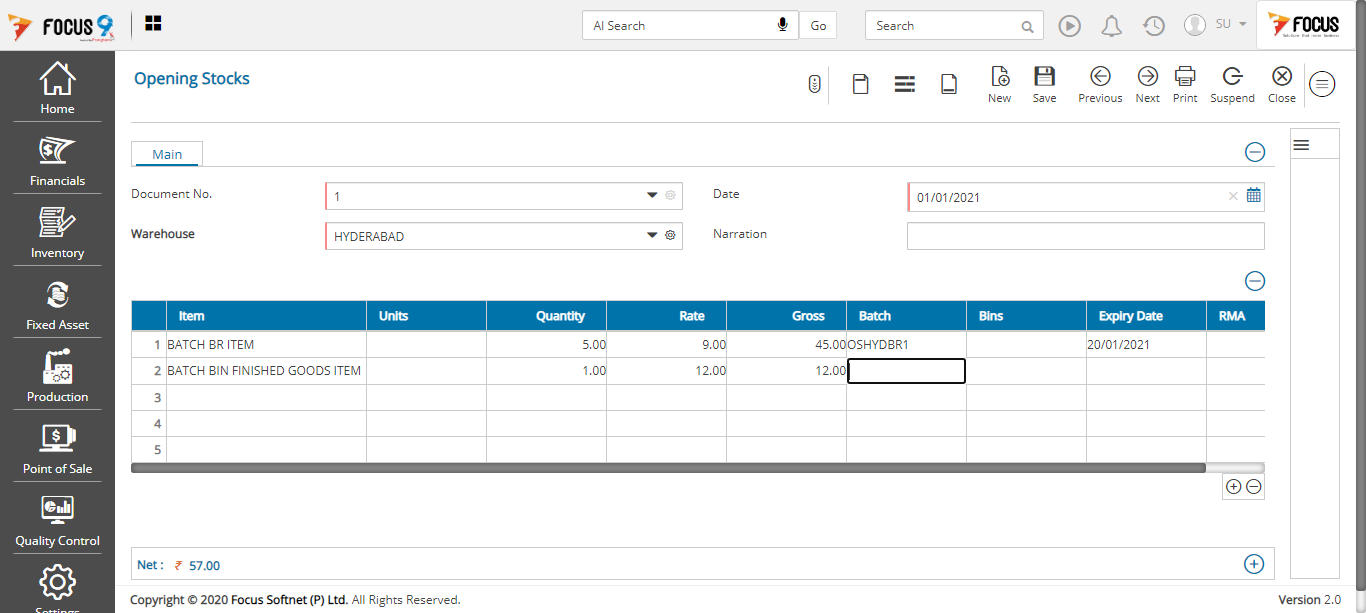 FOCUS 9
AI Search
Go
Search
SU
FOCUS
Home
Financials
Inventory
Fixed Asset
Production
Point of Sale
Quality Control
Settings
Opening Stocks
New Save Previous Next Print Suspend Close
Main
Document No. 1 Date 01/01/2021
Warehouse HYDERABAD Narration
Item Units Quantity Rate Gross Batch Bins Expiry Date RMA
1 BATCH BR ITEM 5.00 9.00 45.00 OSHYDBR1 20/01/2021
2 BATCH BIN FINISHED GOODS ITEM 1.00 12.00 12.00
3
4
5
Net : ₹ 57.00
Copyright © 2020 Focus Softnet (P) Ltd. All Rights Reserved.
Version 2.0